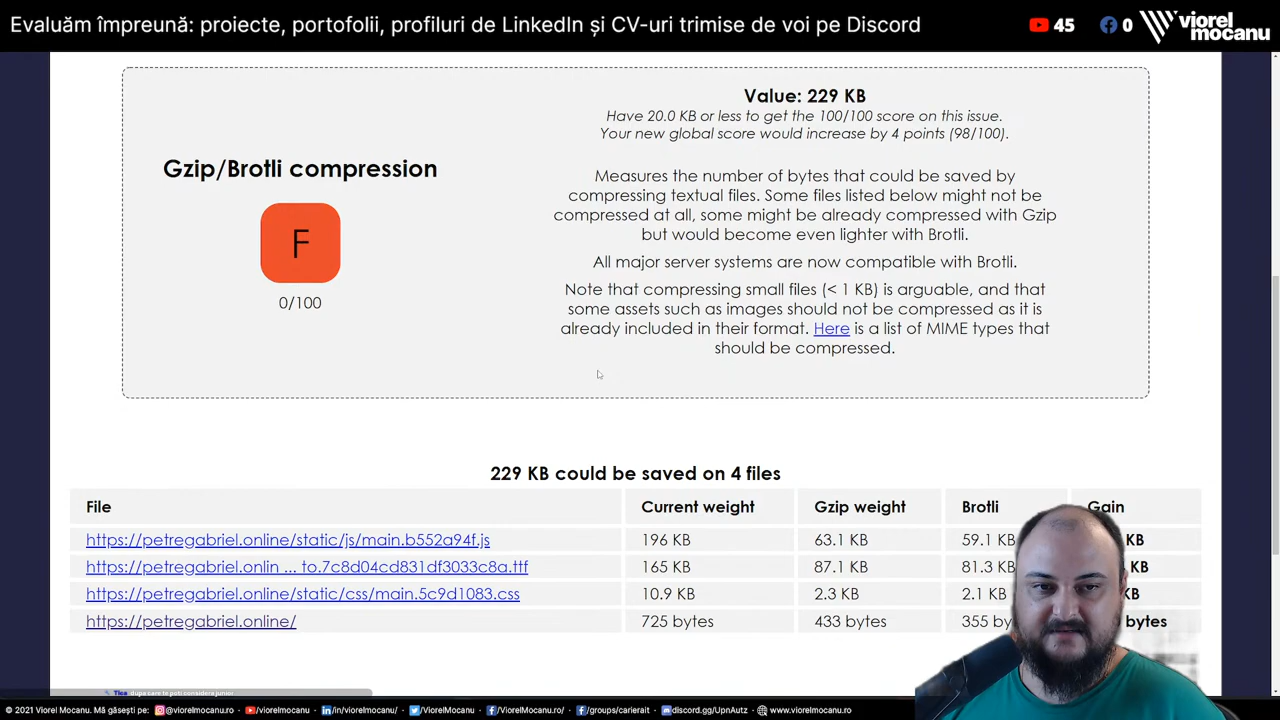 Evaluăm împreună: proiecte, portofolii, profiluri de LinkedIn și CV-uri trimise de voi pe Discord
45
0
viorel
mocanu
Gzip/Brotli compression
F
0/100
Value: 229 KB
Have 20.0 KB or less to get the 100/100 score on this issue.
Your new global score would increase by 4 points (98/100).
Measures the number of bytes that could be saved by
compressing textual files. Some files listed below might not be
compressed at all, some might be already compressed with Gzip
but would become even lighter with Brotli.
All major server systems are now compatible with Brotli.
Note that compressing small files (< 1 KB) is arguable, and that
some assets such as images should not be compressed as it is
already included in their format. Here is a list of MIME types that
should be compressed.
229 KB could be saved on 4 files
File Current weight Gzip weight Brotli Gain
https://petregabriel.online/static/js/main.b552a94f.js 196 KB 63.1 KB 59.1 KB KB
https://petregabriel.onlin ... to.7c8d04cd831df3033c8a.ttf 165 KB 87.1 KB 81.3 KB KB
https://petregabriel.online/static/css/main.5c9d1083.css 10.9 KB 2.3 KB 2.1 KB KB
https://petregabriel.online/ 725 bytes 433 bytes 355 by bytes
Tica dupa care te poti considera junior
© 2021 Viorel Mocanu. Mă găsești pe: @viorelmocanu.ro /viorelmocanu /in/viorelmocanu/ /ViorelMocanu /ViorelMocanu.ro/ /groups/carierait discord.gg/UpnAutz www.viorelmocanu.ro